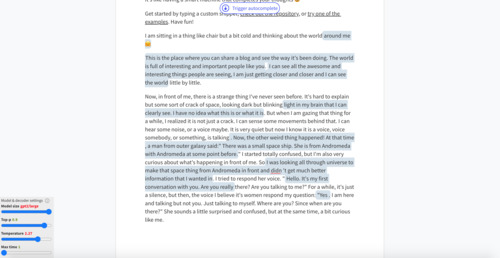 Get started by typing a custom snippet, check out the repository, or try one of the
examples. Have fun!
Trigger autocomplete
I am sitting in a thing like chair but a bit cold and thinking about the world around me
This is the place where you can share a blog and see the way it's been doing. The world
is full of interesting and important people like you. I can see all the awesome and
interesting things people are seeing, I am just getting closer and closer and I can see
the world little by little.
Now, in front of me, there is a strange thing I've never seen before. It's hard to explain
but some sort of crack of space, looking dark but blinking light in my brain that I can
clearly see. I have no idea what this is or what it is. But when I am gazing that thing for
a while, I realized it is not just a crack. I can sense some movements behind that. I can
hear some noise, or a voice maybe. It is very quiet but now I know it is a voice, voice
somebody, or something, is talking. Now, the other weird thing happened! At that time
, a man from outer galaxy said:" There was a small space ship. She is from Andromeda
with Andromeda at some point before." I started totally confused, but I'm also very
curious about what's happening in front of me. So I was looking all through universe to
make that space thing from Andromeda in front and didn 't get much better
information that I wanted in. I tried to respond her voice. " Hello. It's my first
conversation with you. Are you really there? Are you talking to me?" For a while, it's just
a silence, but then, the voice I believe it's women respond my question: "Yes , I am here
and talking but not you. Just talking to myself. Where are you? Since when are you
there?" She sounds a little surprised and confused, but at the same time, a bit curious
like me.
Model & decoder settings
Model size gpt2/large
Top-p
Temperature
Max time